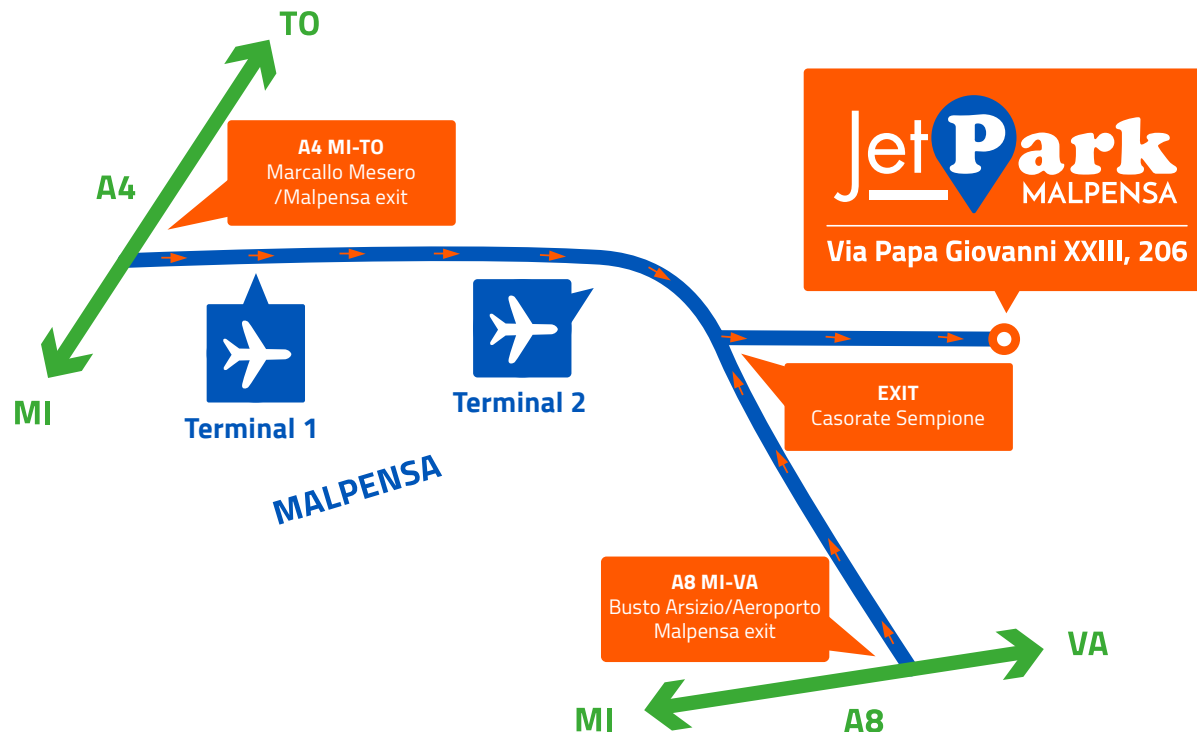 TO
A4 MI-TO
Marcallo Mesero
/Malpensa exit
A4
MI
Terminal 1
Terminal 2
MALPENSA
JetPark
MALPENSA
Via Papa Giovanni XXIII, 206
EXIT
Casorate Sempione
A8 MI-VA
Busto Arsizio/Aeroporto
Malpensa exit
VA
MI
A8